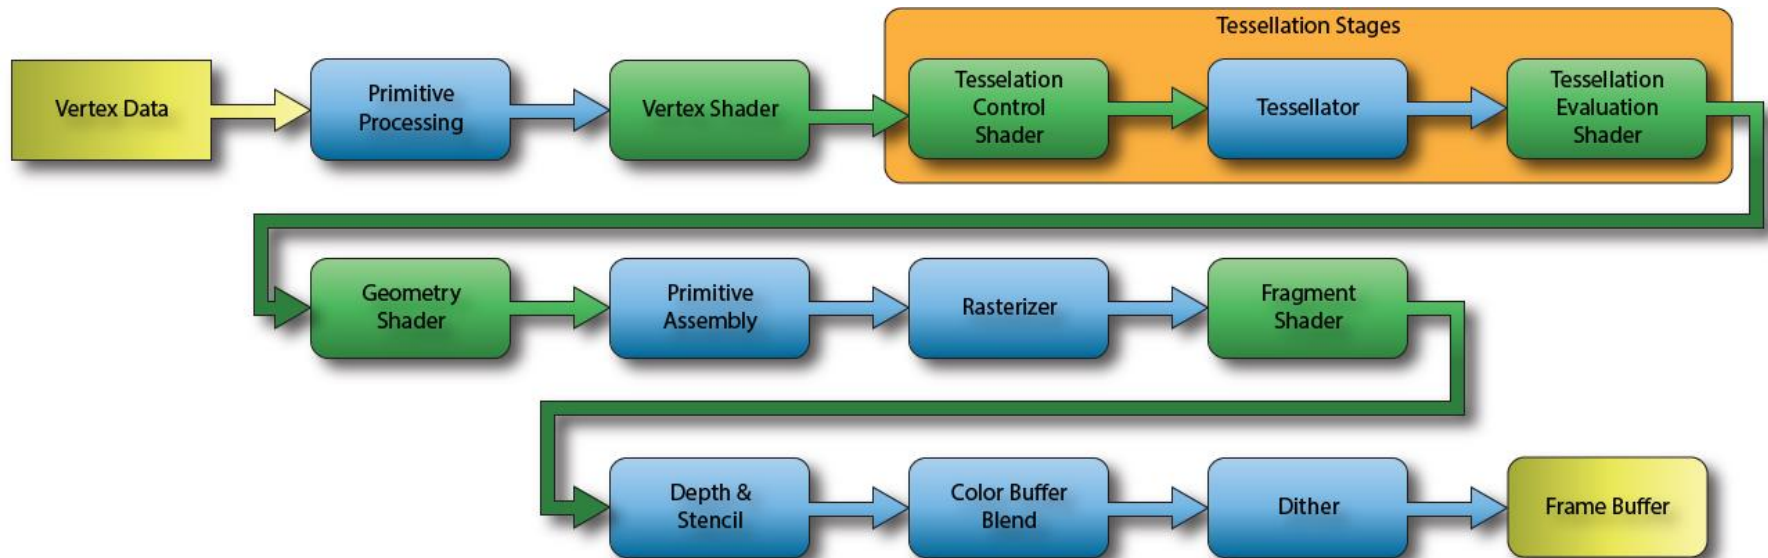 Tessellation Stages
Vertex Data
Primitive
Processing
Vertex Shader
Tesselation
Control
Shader
Tessellator
Tessellation
Evaluation
Shader
Geometry
Shader
Primitive
Assembly
Rasterizer
Fragment
Shader
Depth &
Stencil
Color Buffer
Blend
Dither
Frame Buffer